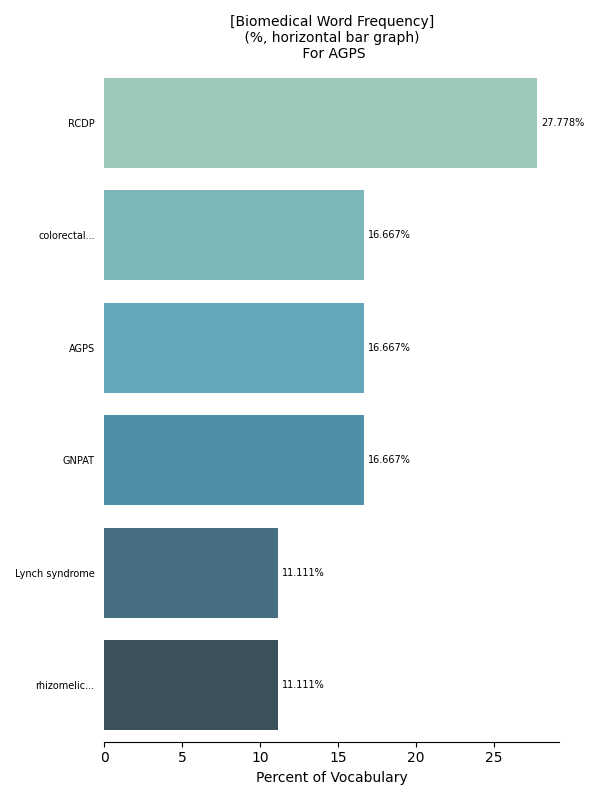 [Biomedical Word Frequency]
(%, horizontal bar graph)
For AGPS
RCDP
27.778%
colorectal...
16.667%
AGPS
16.667%
GNPAT
16.667%
Lynch syndrome
11.111%
rhizomelic...
11.111%
0 5 10 15 20 25
Percent of Vocabulary